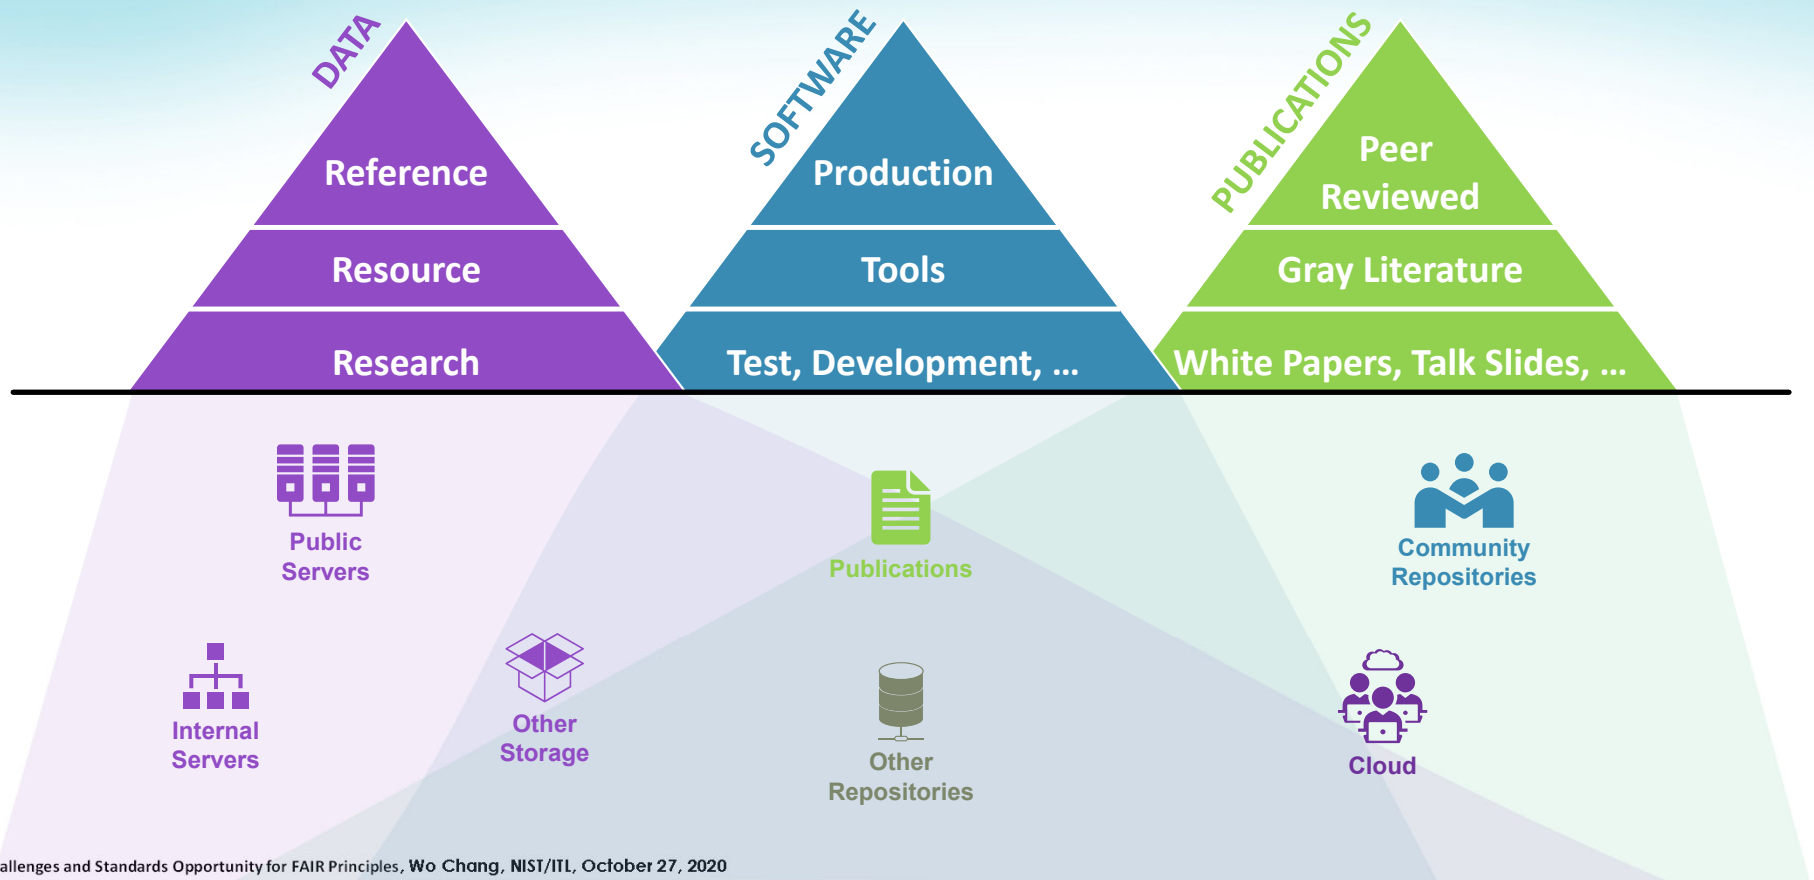 DATA
Reference
Resource
Research
SOFTWARE
Production
Tools
Test, Development, ...
PUBLICATIONS
Peer
Reviewed
Gray Literature
White Papers, Talk Slides, ...
Public
Servers
Publications
Community
Repositories
Internal
Servers
Other
Storage
Other
Repositories
Cloud
allenges and Standards Opportunity for FAIR Principles, Wo Chang, NIST/ITL, October 27, 2020